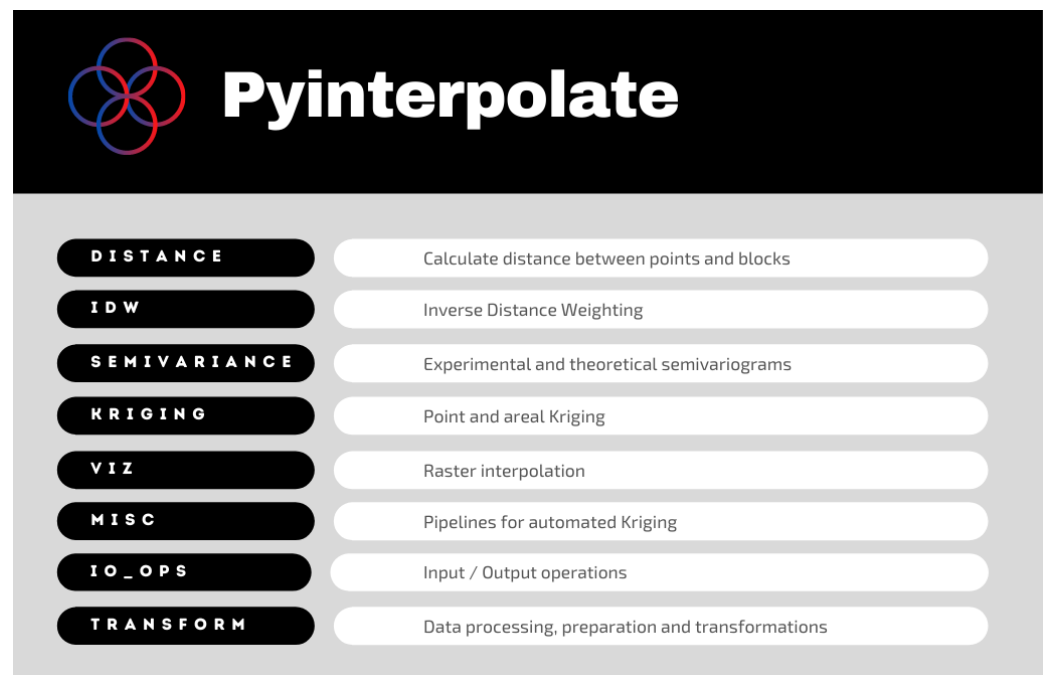 Pyinterpolate
DISTANCE Calculate distance between points and blocks
IDW Inverse Distance Weighting
SEMIVARIANCE Experimental and theoretical semivariograms
KRIGING Point and areal Kriging
VIZ Raster interpolation
MISC Pipelines for automated Kriging
IO_OPS Input / Output operations
TRANSFORM Data processing, preparation and transformations